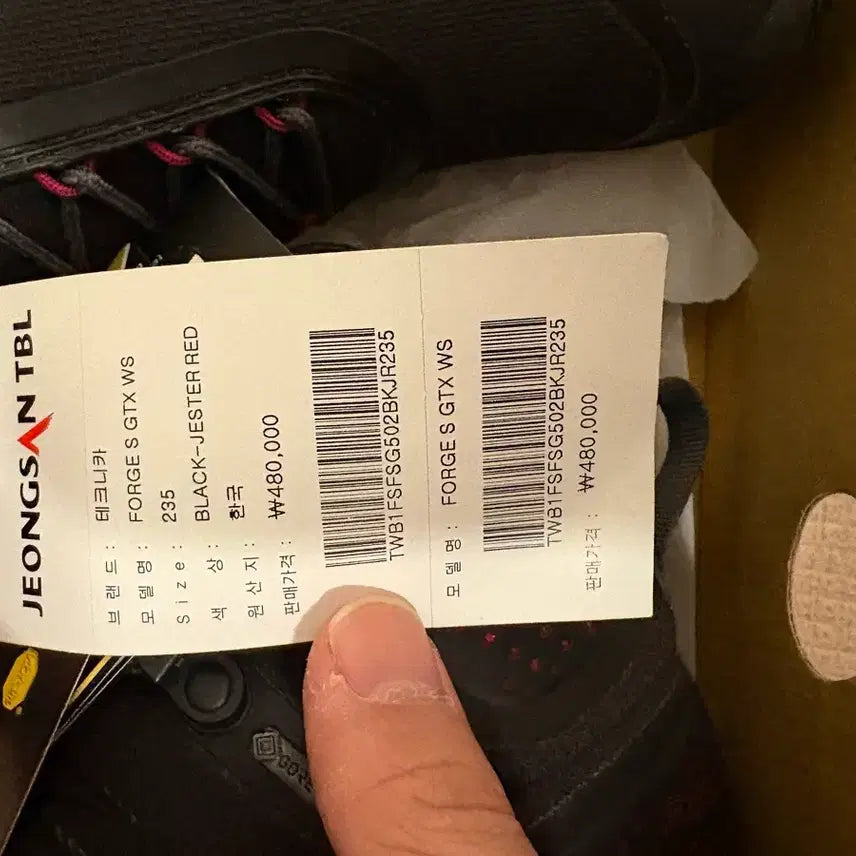 JEONGSAN TBL
브 랜 드 : 테크니카
모 델 명 : FORGE S GTX WS
S i z e : 235
색 상 : BLACK-JESTER RED
원 산 지 : 한국
판매가격 : ₩480,000
TWB1FSFSG502BKJR235
모 델 명 : FORGE S GTX WS
TWB1FSFSG502BKJR235
판매가격 : ₩480,000
GORE